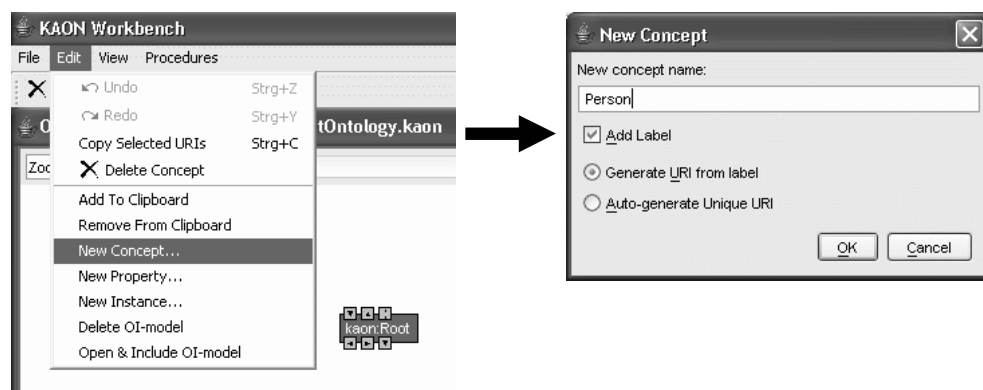 KAON Workbench
File Edit View Procedures
Undo Strg+Z
Redo Strg+Y
Copy Selected URIs Strg+C
Delete Concept
Add To Clipboard
Remove From Clipboard
New Concept...
New Property...
New Instance...
Delete OI-model
Open & Include OI-model
O
tOntology.kaon
Zoo
kaon:Root
New Concept
New concept name:
Person
Add Label
Generate URI from label
Auto-generate Unique URI
OK Cancel